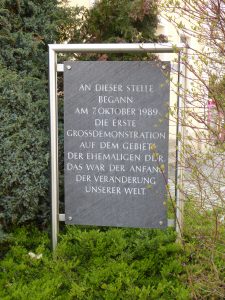 AN DIESER STELLE
BEGANN
AM 7. OKTOBER 1989
DIE ERSTE
GROSSDEMONSTRATION
AUF DEM GEBIET
DER EHEMALIGEN DDR.
DAS WAR DER ANFANG
DER VERÄNDERUNG
UNSERER WELT